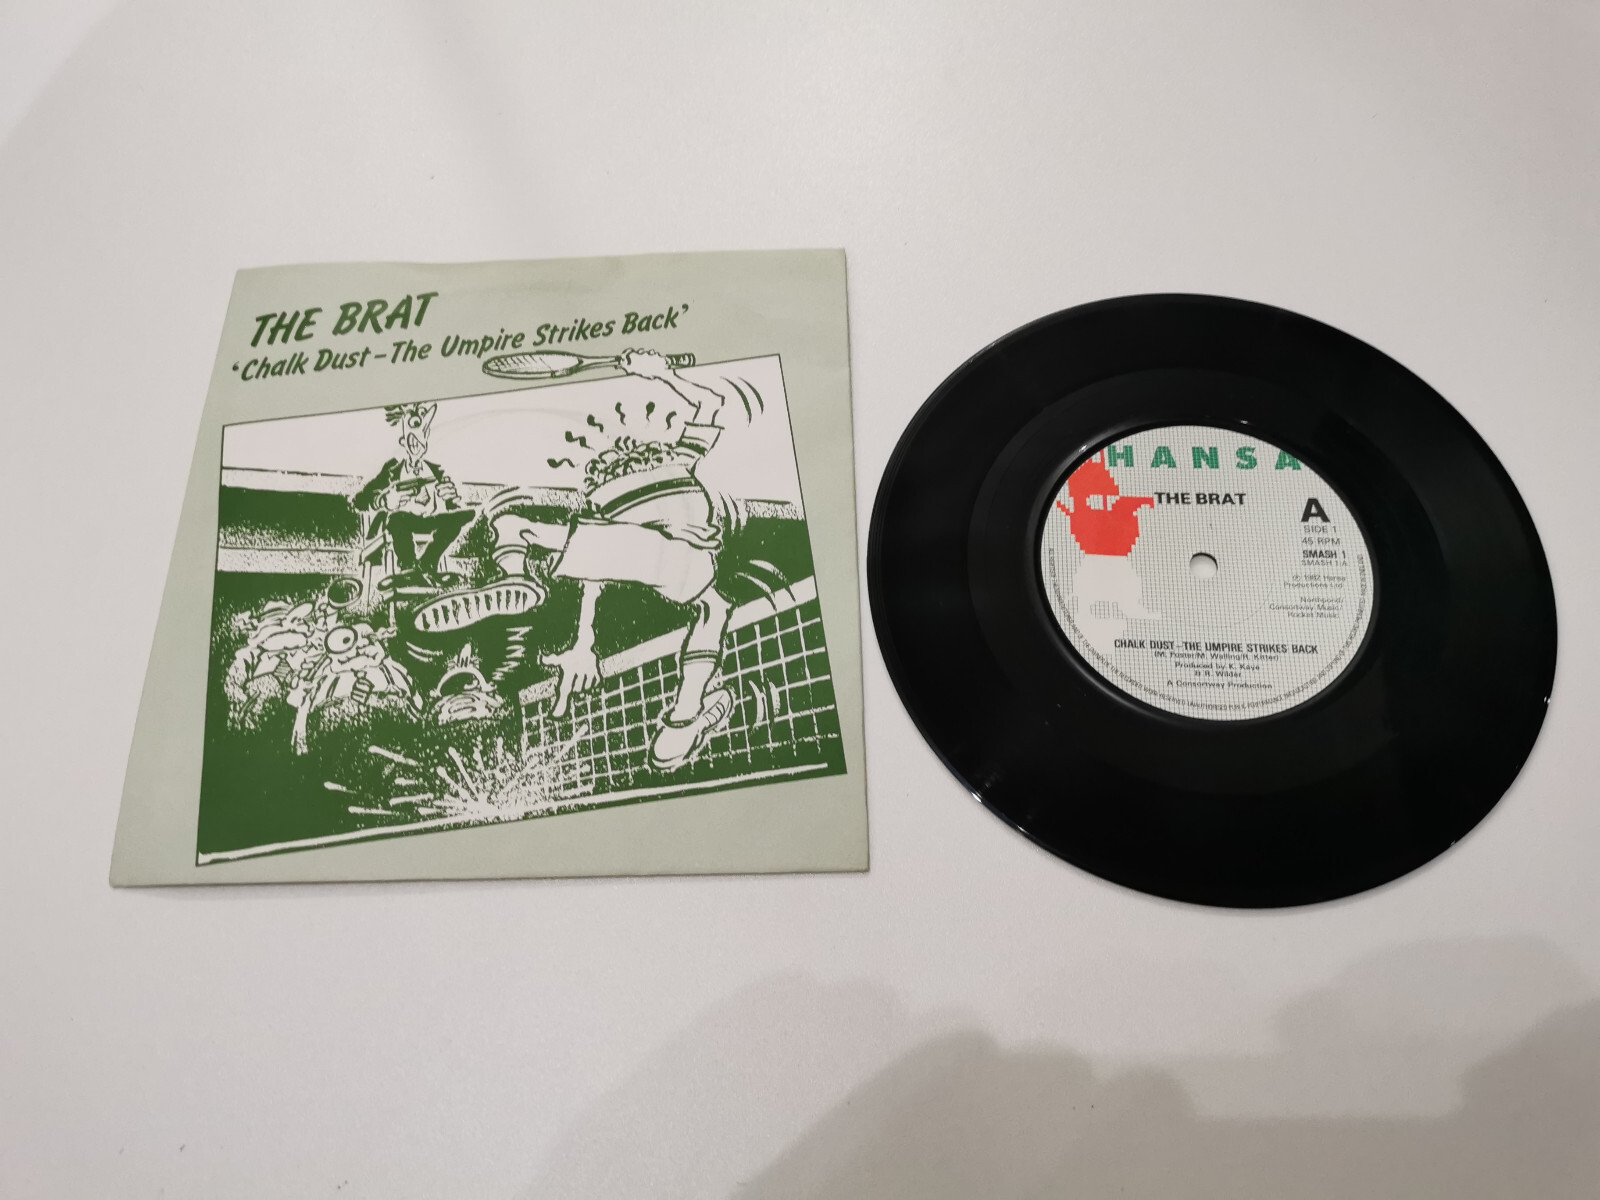 THE BRAT
‘Chalk Dust – The Umpire Strikes Back’
HANSA
THE BRAT
A
SIDE 1
45 RPM
SMASH 1
SMASH 1 A
℗ 1982 Hansa
Productions Ltd.
Northpond/
Consortway Music/
Rocket Music
CHALK DUST – THE UMPIRE STRIKES BACK
(M. Foster/M. Walling/R. Kitter)
Produced by K. Kaye
& R. Wilder
A Consortway Production